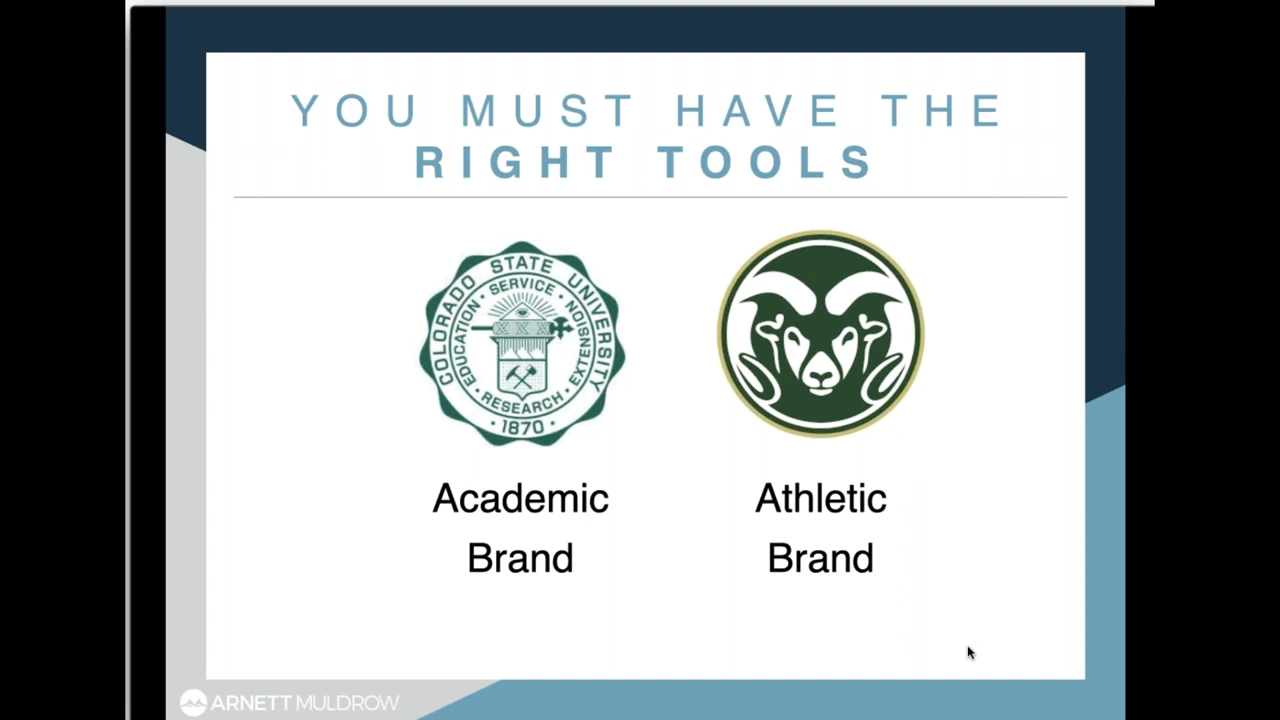 YOU MUST HAVE THE
RIGHT TOOLS
COLORADO STATE UNIVERSITY
EDUCATION • SERVICE • EXTENSION
• RESEARCH •
• 1870 •
Academic
Brand
Athletic
Brand
ARNETT MULDROW